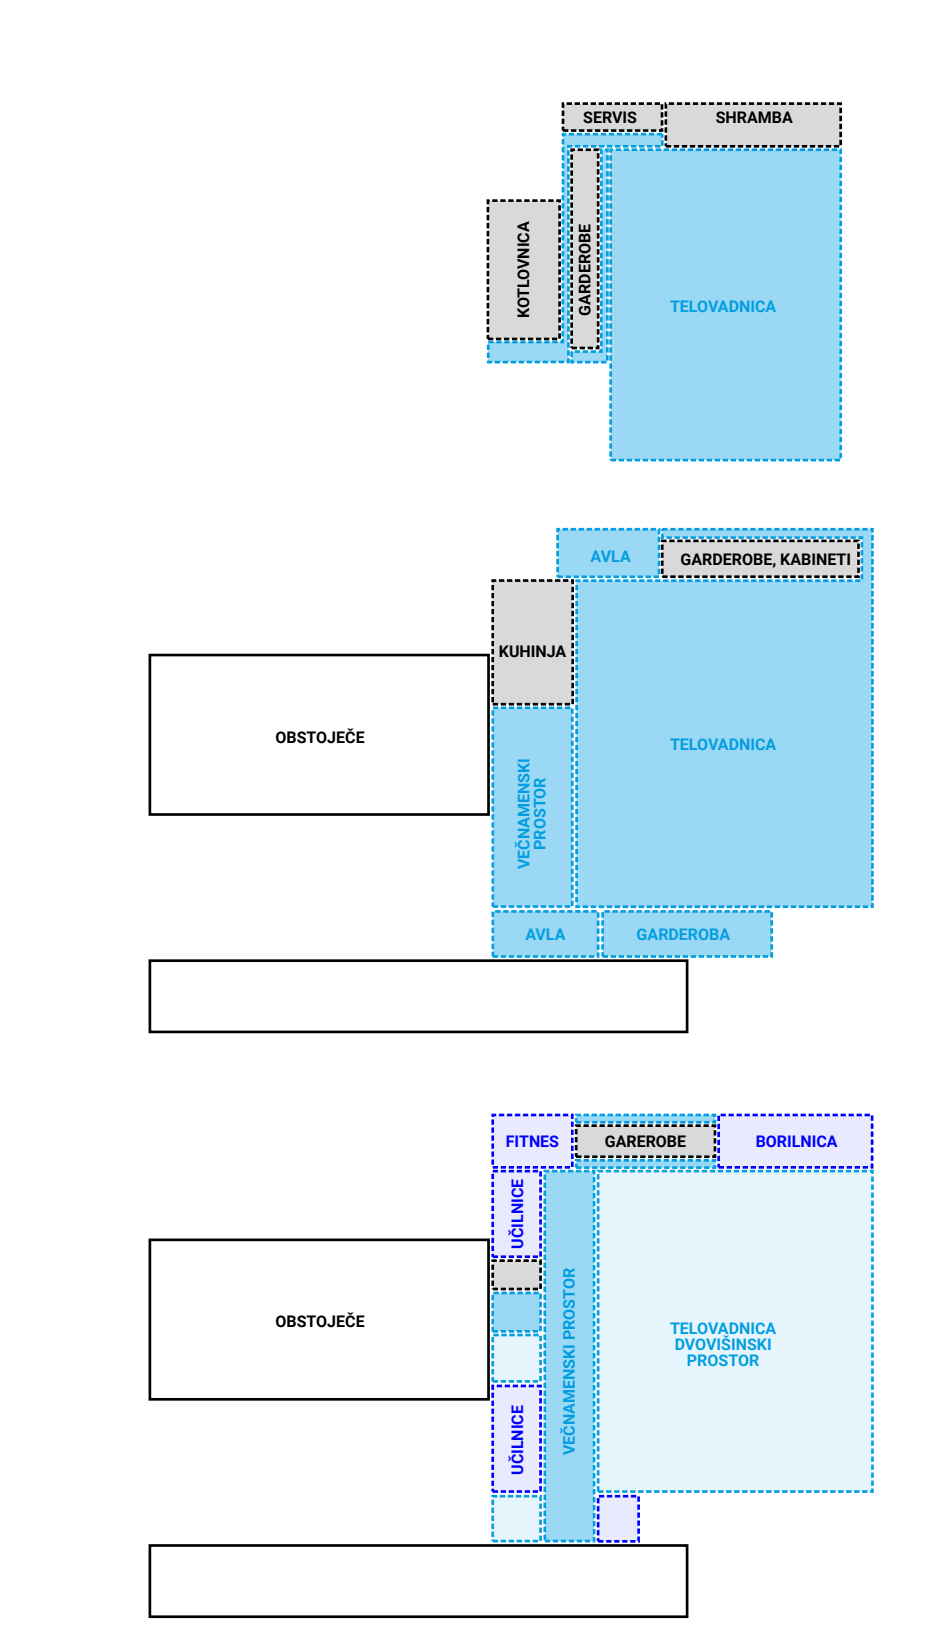 SERVIS
SHRAMBA
KOTLOVNICA
GARDEROBE
TELOVADNICA
AVLA
GARDEROBE, KABINETI
KUHINJA
OBSTOJEČE
TELOVADNICA
VEČNAMENSKI
PROSTOR
AVLA
GARDEROBA
FITNES
GAREROBE
BORILNICA
UČILNICE
VEČNAMENSKI PROSTOR
OBSTOJEČE
TELOVADNICA
DVOVIŠINSKI
PROSTOR
UČILNICE